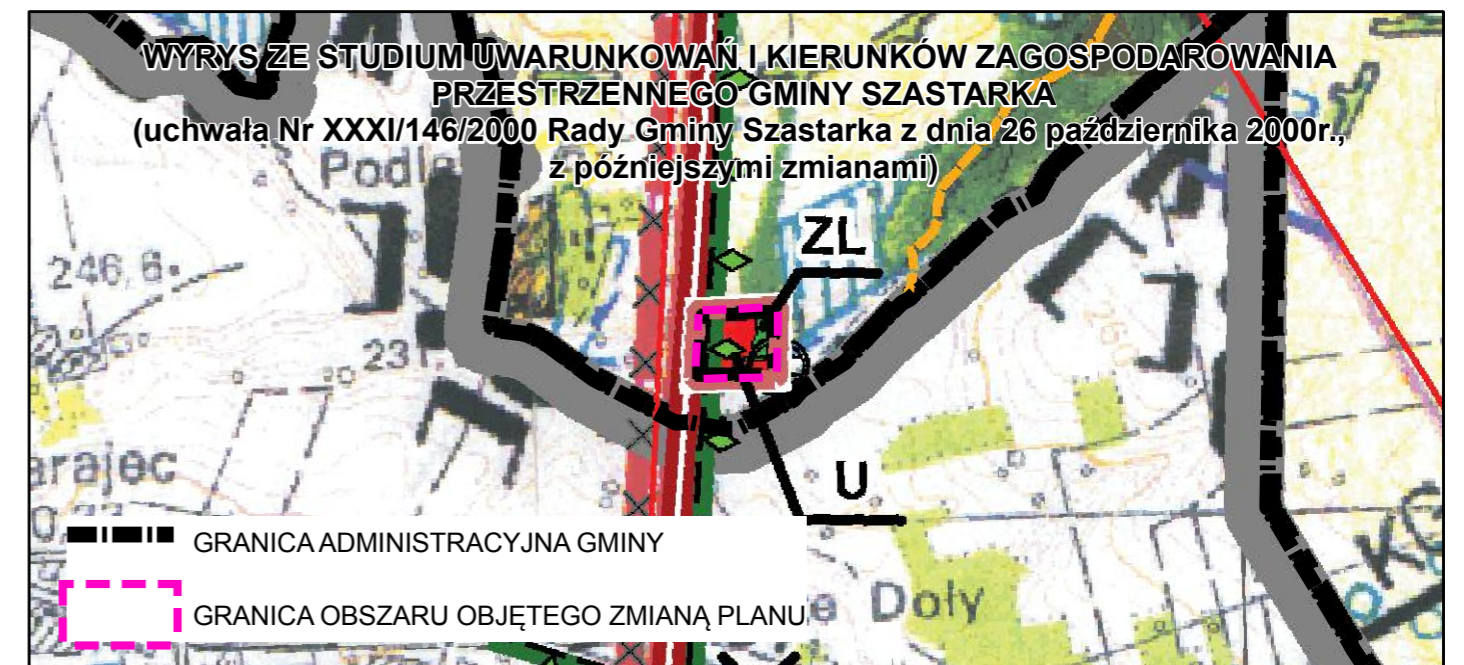 WYRYS ZE STUDIUM UWARUNKOWAŃ I KIERUNKÓW ZAGOSPODAROWANIA
PRZESTRZENNEGO GMINY SZASTARKA
(uchwała Nr XXXI/146/2000 Rady Gminy Szastarka z dnia 26 października 2000r.,
z późniejszymi zmianami)
Podle
ZL
246,6
231
arajec
U
KG
GRANICA ADMINISTRACYJNA GMINY
GRANICA OBSZARU OBJĘTEGO ZMIANĄ PLANU
e Doły